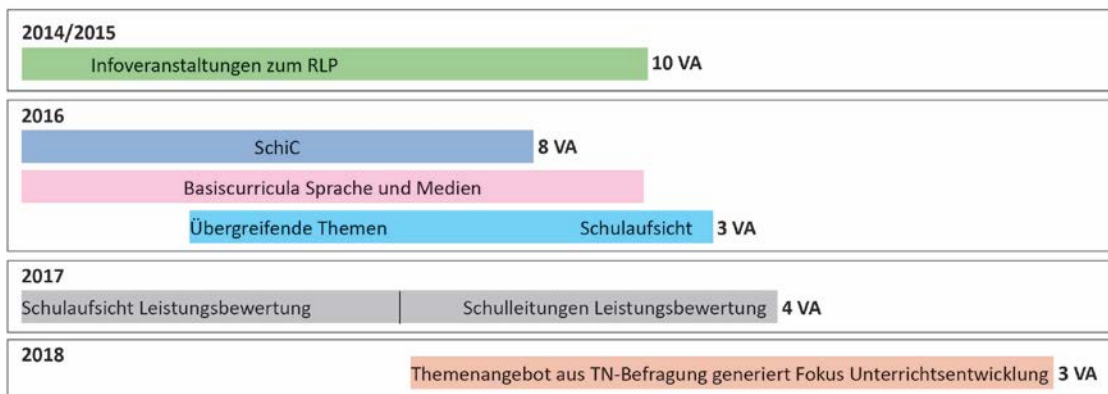 2014/2015
Infoveranstaltungen zum RLP 10 VA
2016
SchiC 8 VA
Basiscurricula Sprache und Medien
Übergreifende Themen Schulaufsicht 3 VA
2017
Schulaufsicht Leistungsbewertung Schulleitungen Leistungsbewertung 4 VA
2018
Themenangebot aus TN-Befragung generiert Fokus Unterrichtsentwicklung 3 VA